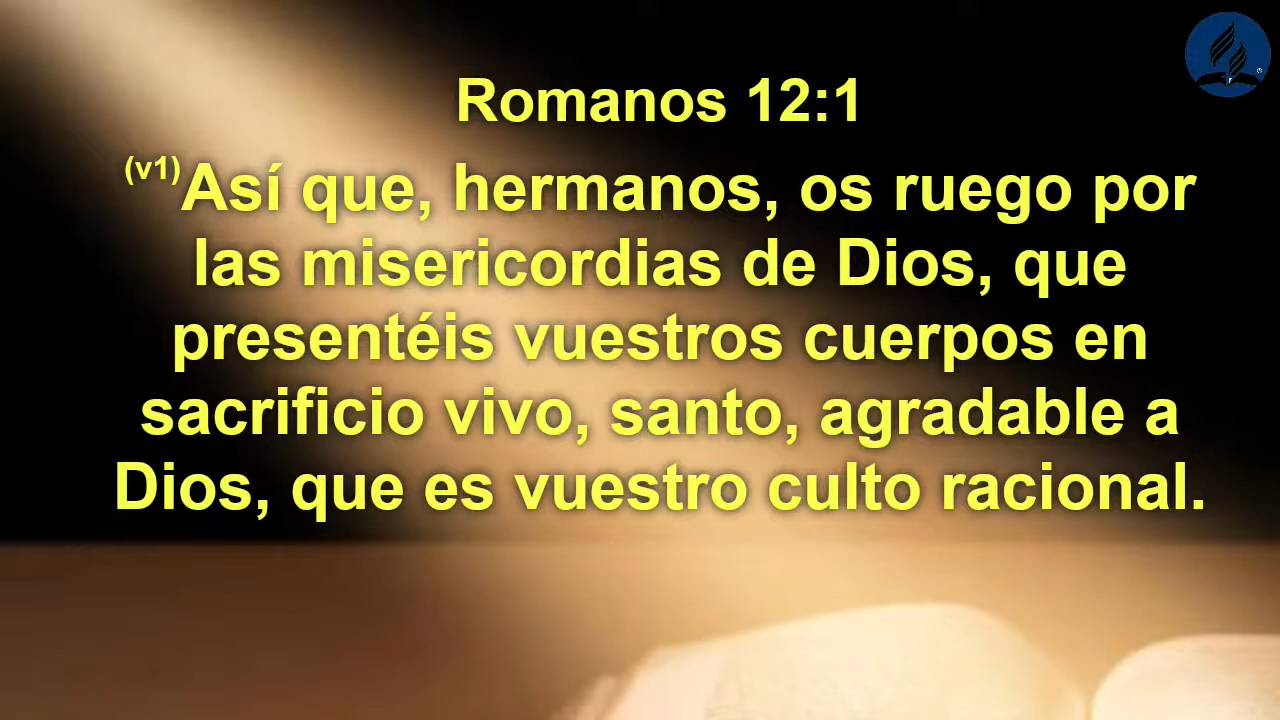 Romanos 12:1
(v1)Así que, hermanos, os ruego por
las misericordias de Dios, que
presentéis vuestros cuerpos en
sacrificio vivo, santo, agradable a
Dios, que es vuestro culto racional.